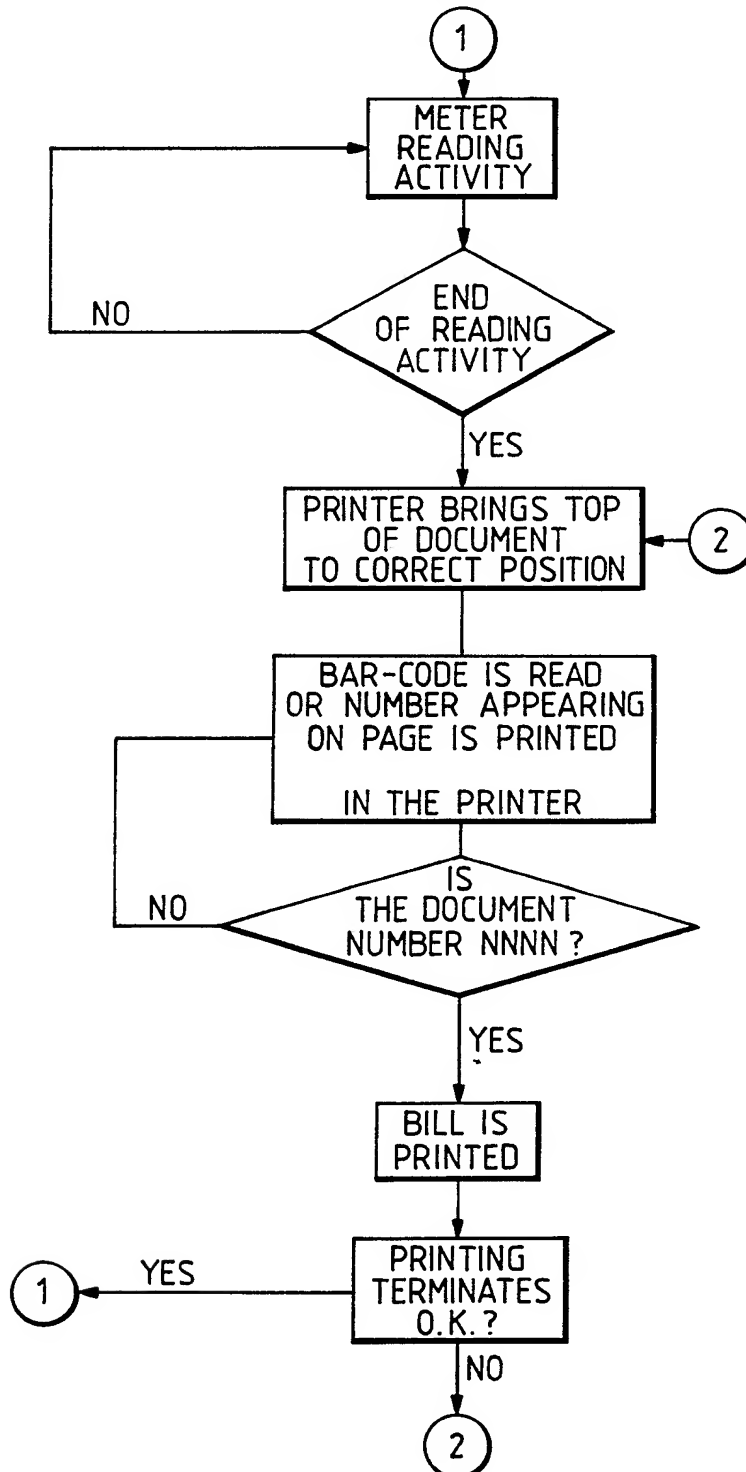 1
METER
READING
ACTIVITY
END
OF READING
ACTIVITY
NO
YES
PRINTER BRINGS TOP
OF DOCUMENT
TO CORRECT POSITION
2
BAR-CODE IS READ
OR NUMBER APPEARING
ON PAGE IS PRINTED
IN THE PRINTER
IS
THE DOCUMENT
NUMBER NNNN ?
NO
YES
BILL IS
PRINTED
PRINTING
TERMINATES
O.K.?
YES
1
NO
2